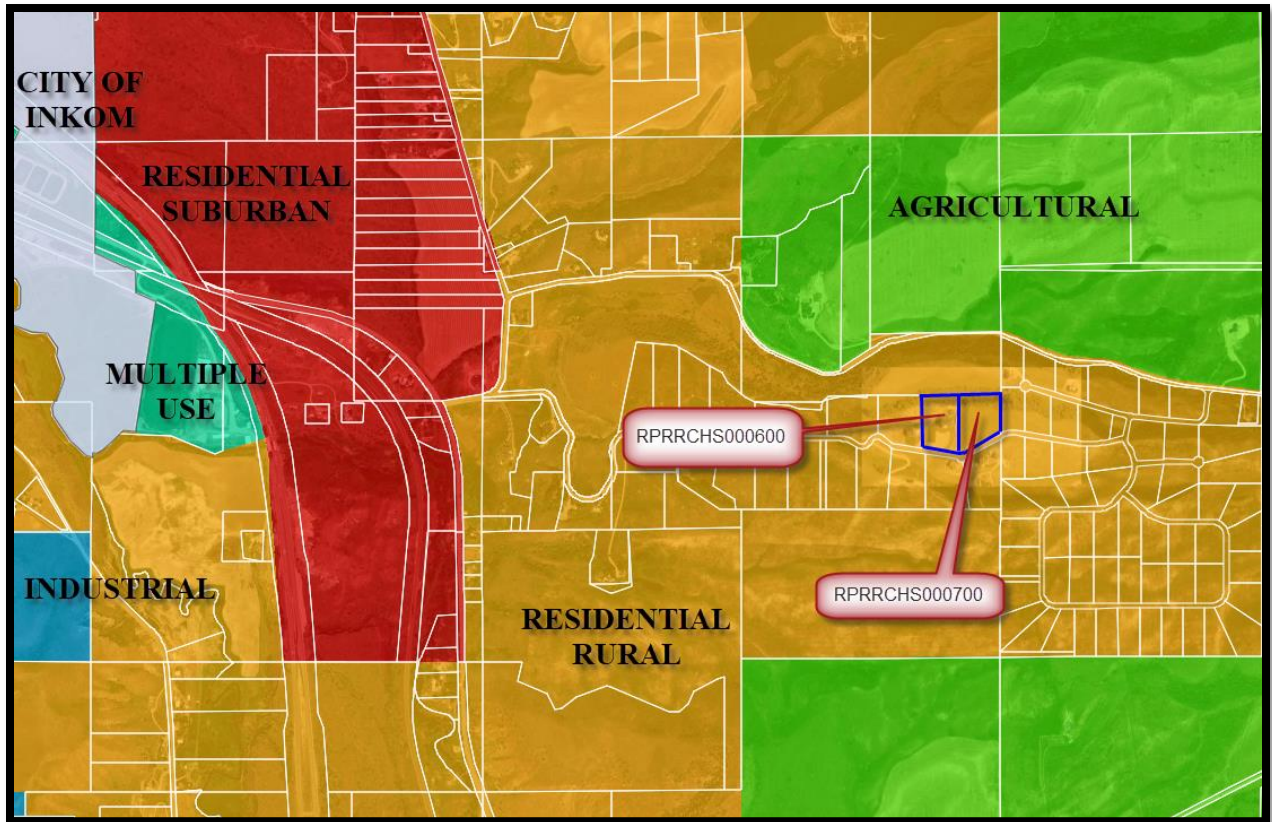 CITY OF
INKOM
RESIDENTIAL
SUBURBAN
AGRICULTURAL
MULTIPLE
USE
RPRRCHS000600
INDUSTRIAL
RPRRCHS000700
RESIDENTIAL
RURAL